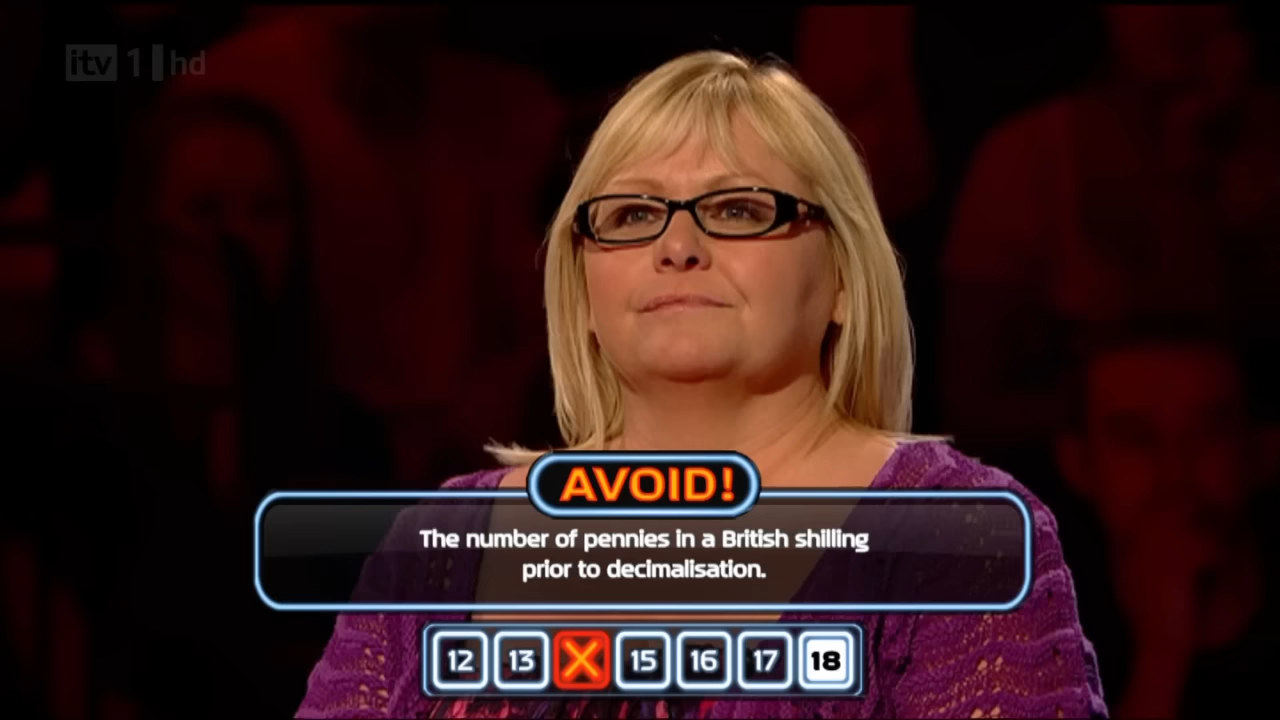 itv 1 hd
AVOID!
The number of pennies in a British shilling
prior to decimalisation.
12 13 X 15 16 17 18